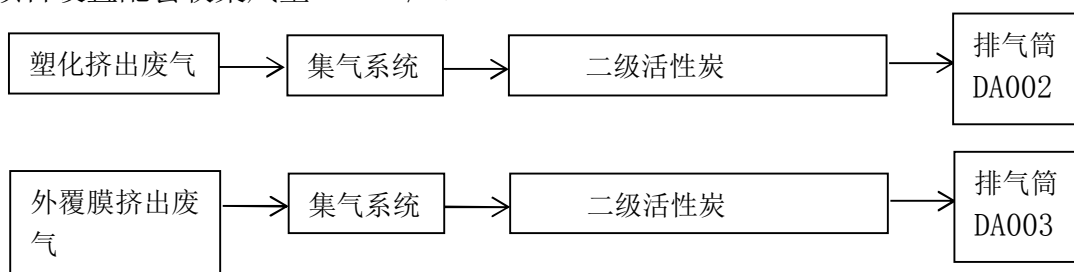 塑化挤出废气
集气系统
二级活性炭
排气筒
DA002
外覆膜挤出废
气
集气系统
二级活性炭
排气筒
DA003